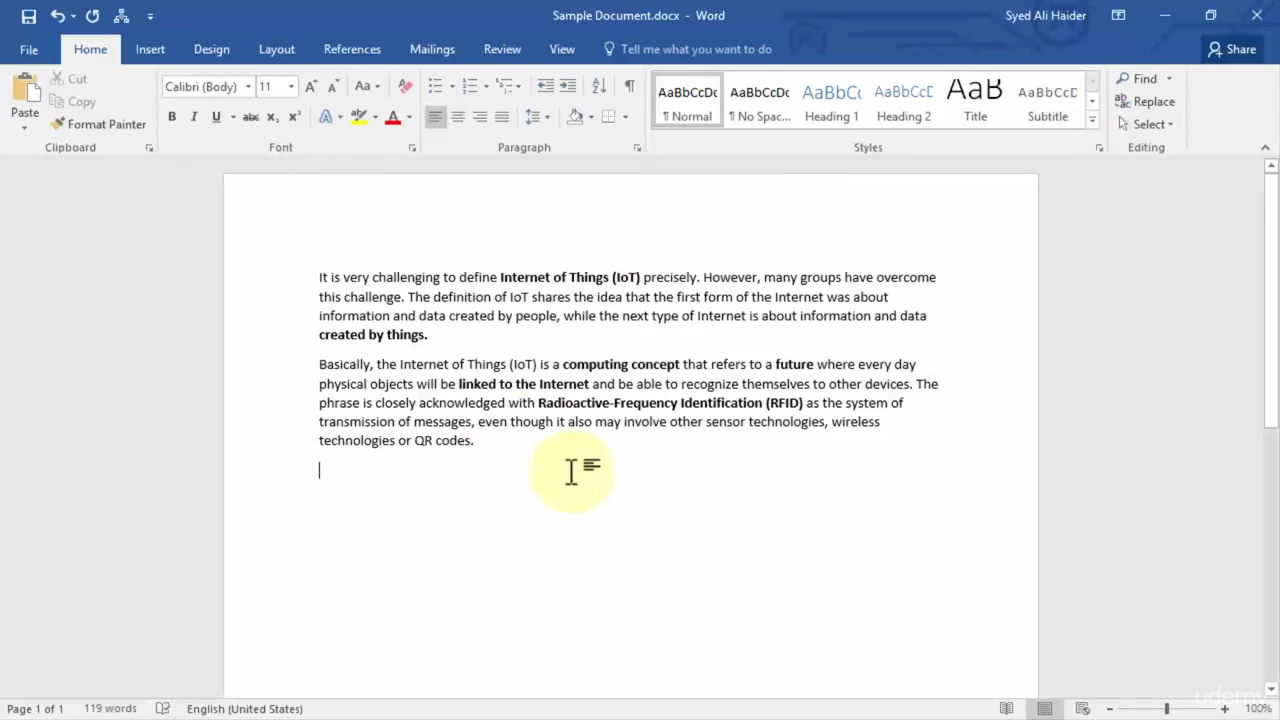 Sample Document.docx - Word
Syed Ali Haider
File Home Insert Design Layout References Mailings Review View Tell me what you want to do Share
Paste
Cut
Copy
Format Painter
Clipboard
Calibri (Body) 11 Aa
B I U abc X₂ X² A A
Font
Paragraph
AaBbCcDc AaBbCcDc AaBbCc AaBbCcD AaB AaBbCcD
¶ Normal ¶ No Spac... Heading 1 Heading 2 Title Subtitle
Styles
Find
Replace
Select
Editing
It is very challenging to define Internet of Things (IoT) precisely. However, many groups have overcome
this challenge. The definition of IoT shares the idea that the first form of the Internet was about
information and data created by people, while the next type of Internet is about information and data
created by things.
Basically, the Internet of Things (IoT) is a computing concept that refers to a future where every day
physical objects will be linked to the Internet and be able to recognize themselves to other devices. The
phrase is closely acknowledged with Radioactive-Frequency Identification (RFID) as the system of
transmission of messages, even though it also may involve other sensor technologies, wireless
technologies or QR codes.
udemy
Page 1 of 1 119 words English (United States) 100%